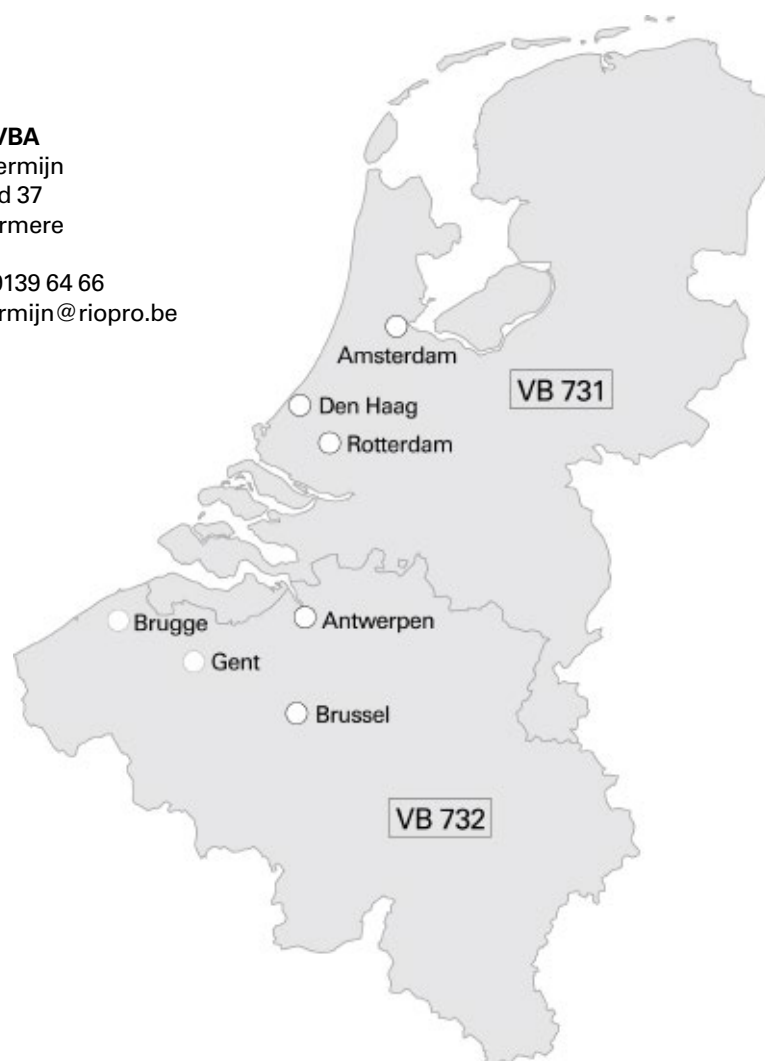 VBA
ermijn
d 37
rmere
0139 64 66
rmijn@riopro.be
Amsterdam
VB 731
Den Haag
Rotterdam
Brugge
Antwerpen
Gent
Brussel
VB 732